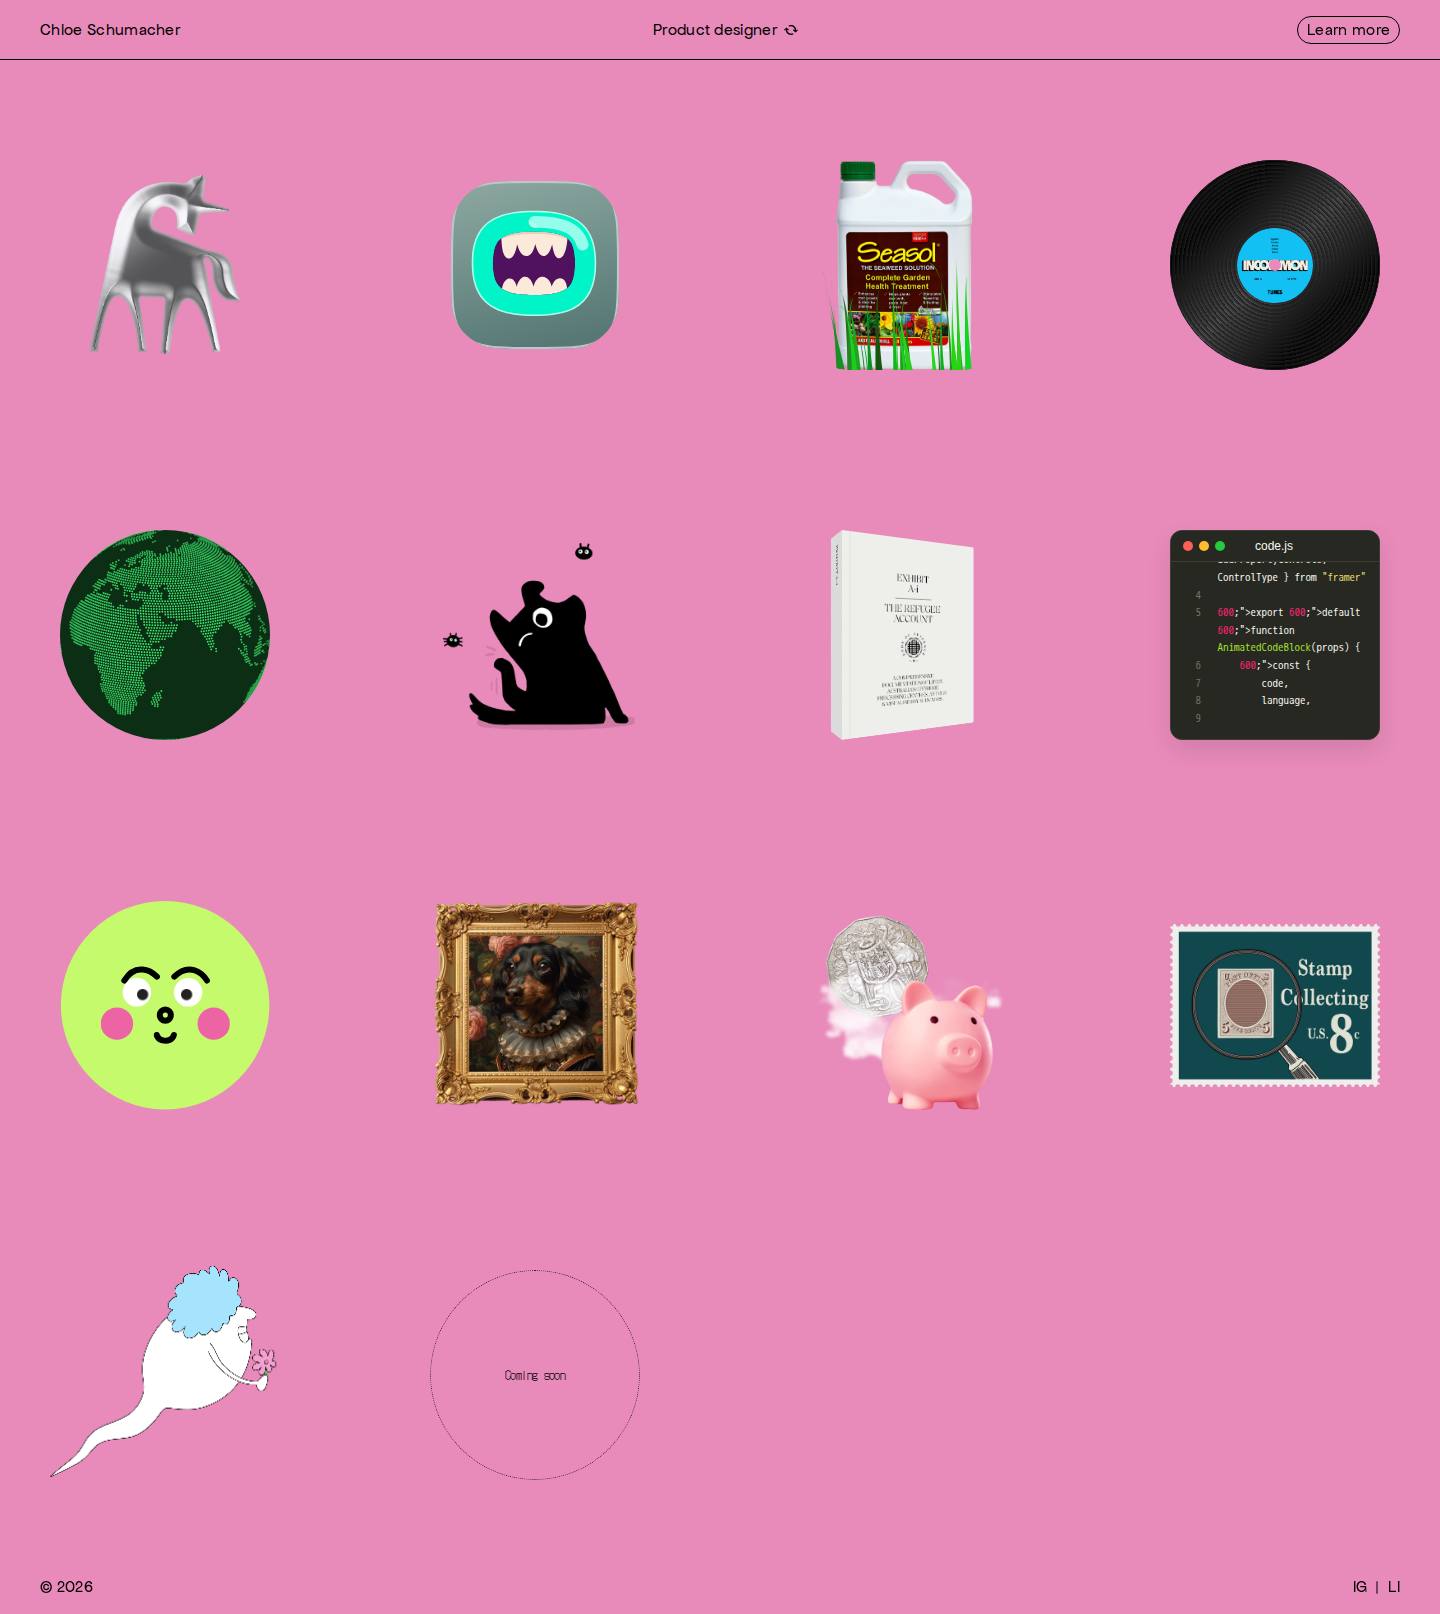 Chloe Schumacher
Product designer
Learn more
Seasol
THE SEAWEED SOLUTION
Complete Garden
Health Treatment
TUNES
EXHIBIT
A-i
THE REFUGEE
ACCOUNT
code.js
ControlType } from "framer"
4
5 600;">export 600;">default
600;">function
AnimatedCodeBlock(props) {
6 600;">const {
7 code,
8 language,
9
Stamp
Collecting
U.S. 8c
Coming soon
© 2026
IG | LI